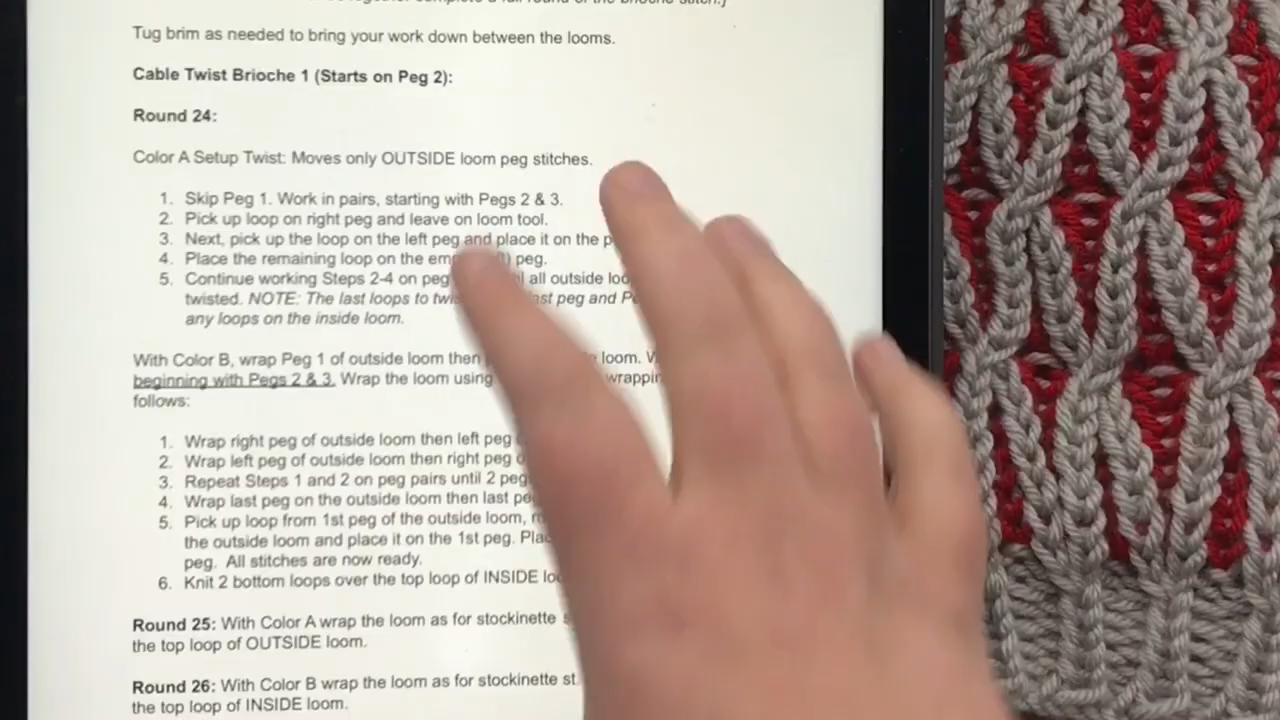 complete a full round of the brioche stitch.]
Tug brim as needed to bring your work down between the looms.
Cable Twist Brioche 1 (Starts on Peg 2):
Round 24:
Color A Setup Twist: Moves only OUTSIDE loom peg stitches.
1. Skip Peg 1. Work in pairs, starting with Pegs 2 & 3.
2. Pick up loop on right peg and leave on loom tool.
3. Next, pick up the loop on the left peg and place it on the
4. Place the remaining loop on the peg.
5. Continue working Steps 2-4 on all outside
twisted. NOTE: The last loops to peg and
any loops on the inside loom.
With Color B, wrap Peg 1 of outside loom then loom.
beginning with Pegs 2 & 3. Wrap the loom using
follows:
1. Wrap right peg of outside loom then left peg
2. Wrap left peg of outside loom then right peg
3. Repeat Steps 1 and 2 on peg pairs until 2
4. Wrap last peg on the outside loom then last
5. Pick up loop from 1st peg of the outside loom,
the outside loom and place it on the 1st peg.
peg. All stitches are now ready.
6. Knit 2 bottom loops over the top loop of INSIDE
Round 25: With Color A wrap the loom as for stockinette
the top loop of OUTSIDE loom.
Round 26: With Color B wrap the loom as for stockinette st
the top loop of INSIDE loom.